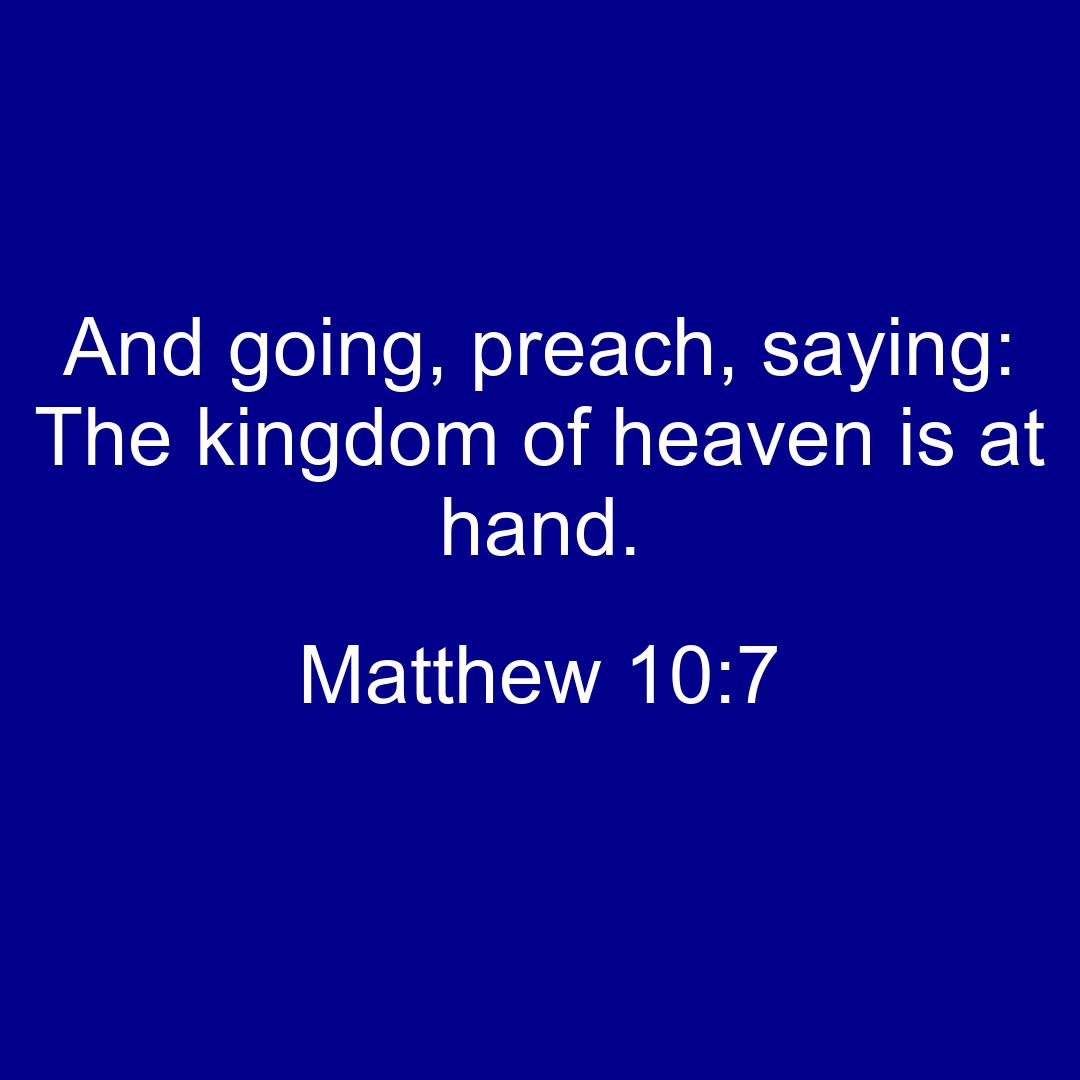 And going, preach, saying:
The kingdom of heaven is at
hand.
Matthew 10:7